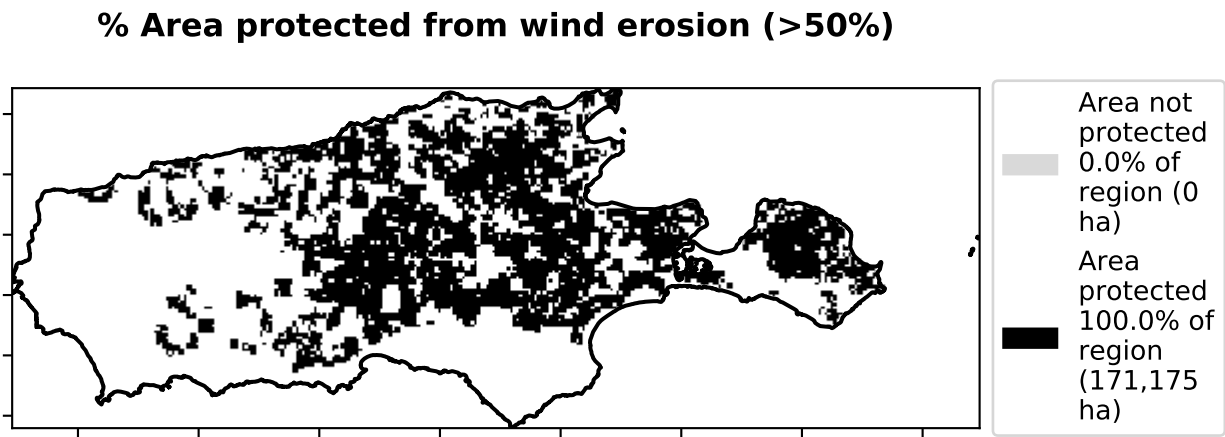 % Area protected from wind erosion (>50%)
Area not
protected
0.0% of
region (0
ha)
Area
protected
100.0% of
region
(171,175
ha)